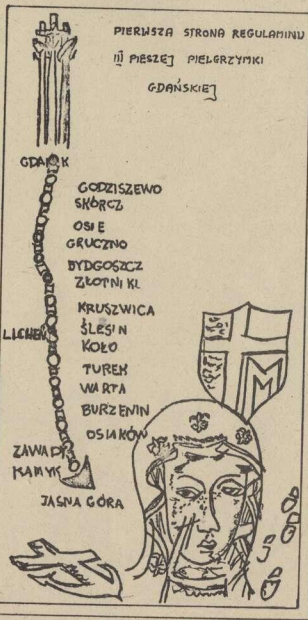 PIERWSZA STRONA REGULAMINU
III PIESZEJ PIELGRZYMKI
GDAŃSKIEJ
GDAŃSK
GODZISZEWO
SKÓRCZ
OSIE
GRUCZNO
BYDGOSZCZ
ZŁOTNIKI
KRUSZWICA
LICHEŃ
ŚLESIN
KOŁO
TUREK
WARTA
BURZENIN
OSIAKÓW
ZAWADY
KAMYK
JASNA GÓRA
M